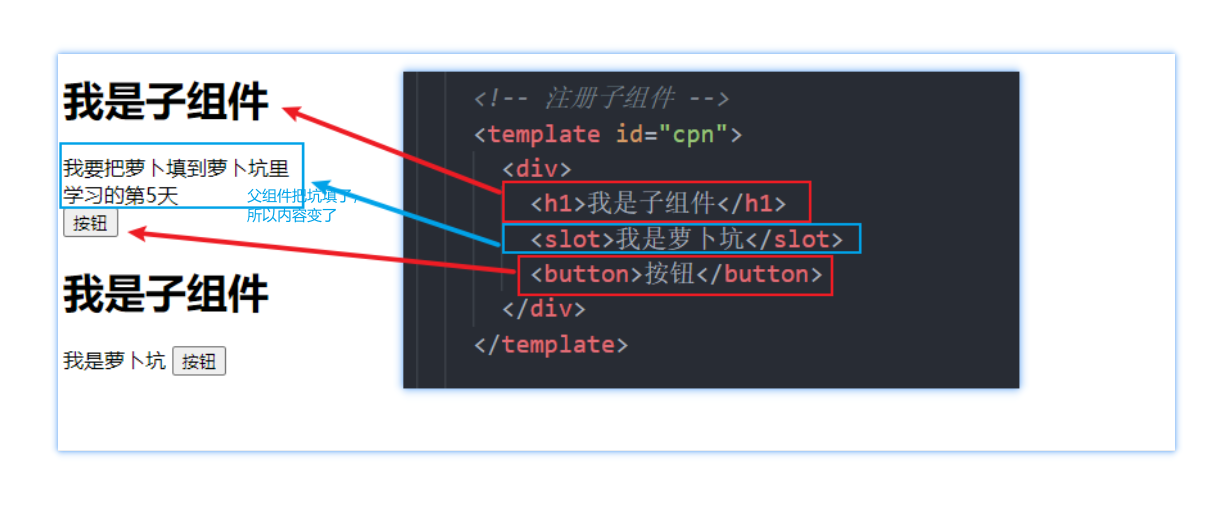 我是子组件
我要把萝卜填到萝卜坑里
学习的第5天
父组件把坑填了，
所以内容变了
按钮
我是子组件
我是萝卜坑 按钮
<!-- 注册子组件 -->
<template id="cpn">
<div>
<h1>我是子组件</h1>
<slot>我是萝卜坑</slot>
<button>按钮</button>
</div>
</template>